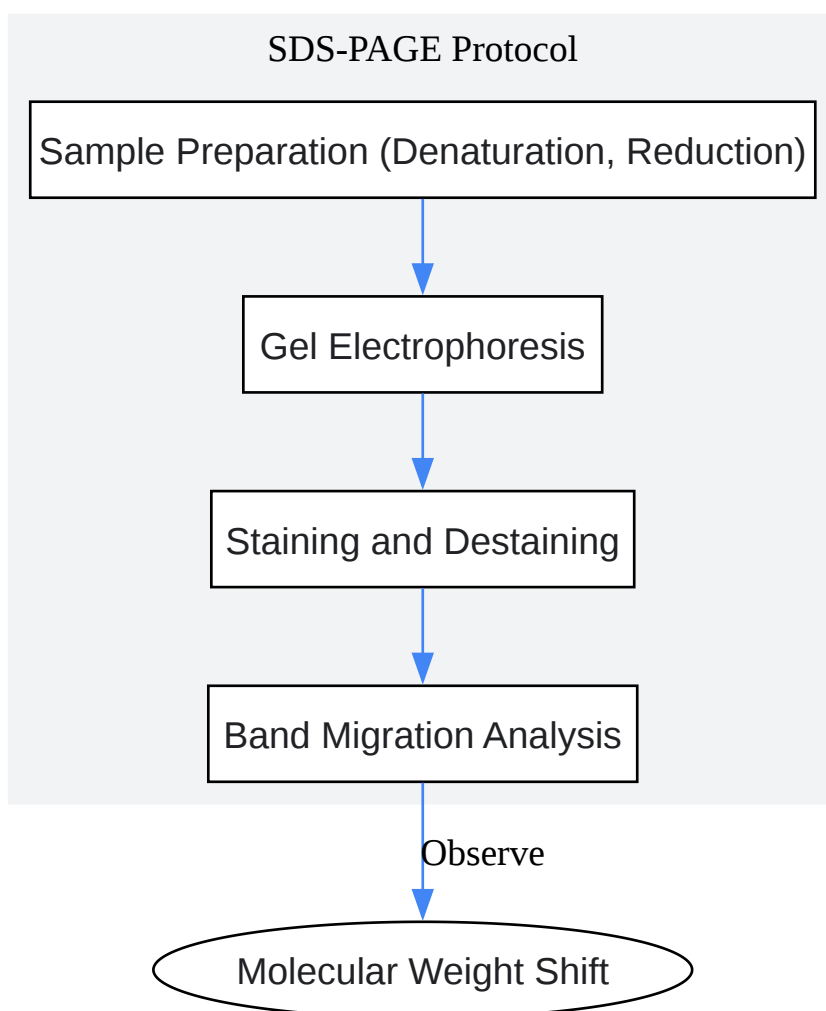 SDS-PAGE Protocol
Sample Preparation (Denaturation, Reduction)
Gel Electrophoresis
Staining and Destaining
Band Migration Analysis
Observe
Molecular Weight Shift